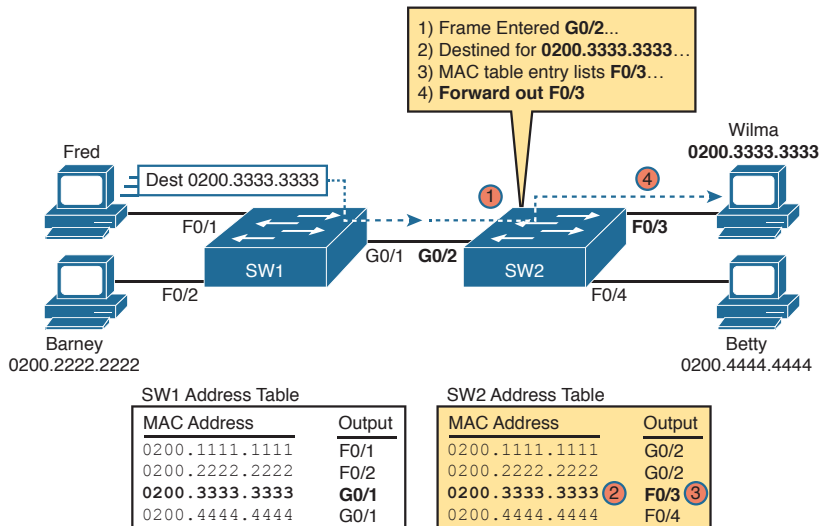 1) Frame Entered G0/2...
2) Destined for 0200.3333.3333...
3) MAC table entry lists F0/3...
4) Forward out F0/3
Wilma
0200.3333.3333
Fred
Dest 0200.3333.3333
1
4
F0/1
F0/3
G0/1
G0/2
SW1
SW2
F0/2
F0/4
Barney
0200.2222.2222
Betty
0200.4444.4444
SW1 Address Table
MAC Address Output
0200.1111.1111 F0/1
0200.2222.2222 F0/2
0200.3333.3333 G0/1
0200.4444.4444 G0/1
SW2 Address Table
MAC Address Output
0200.1111.1111 G0/2
0200.2222.2222 G0/2
0200.3333.3333 2 F0/3 3
0200.4444.4444 F0/4